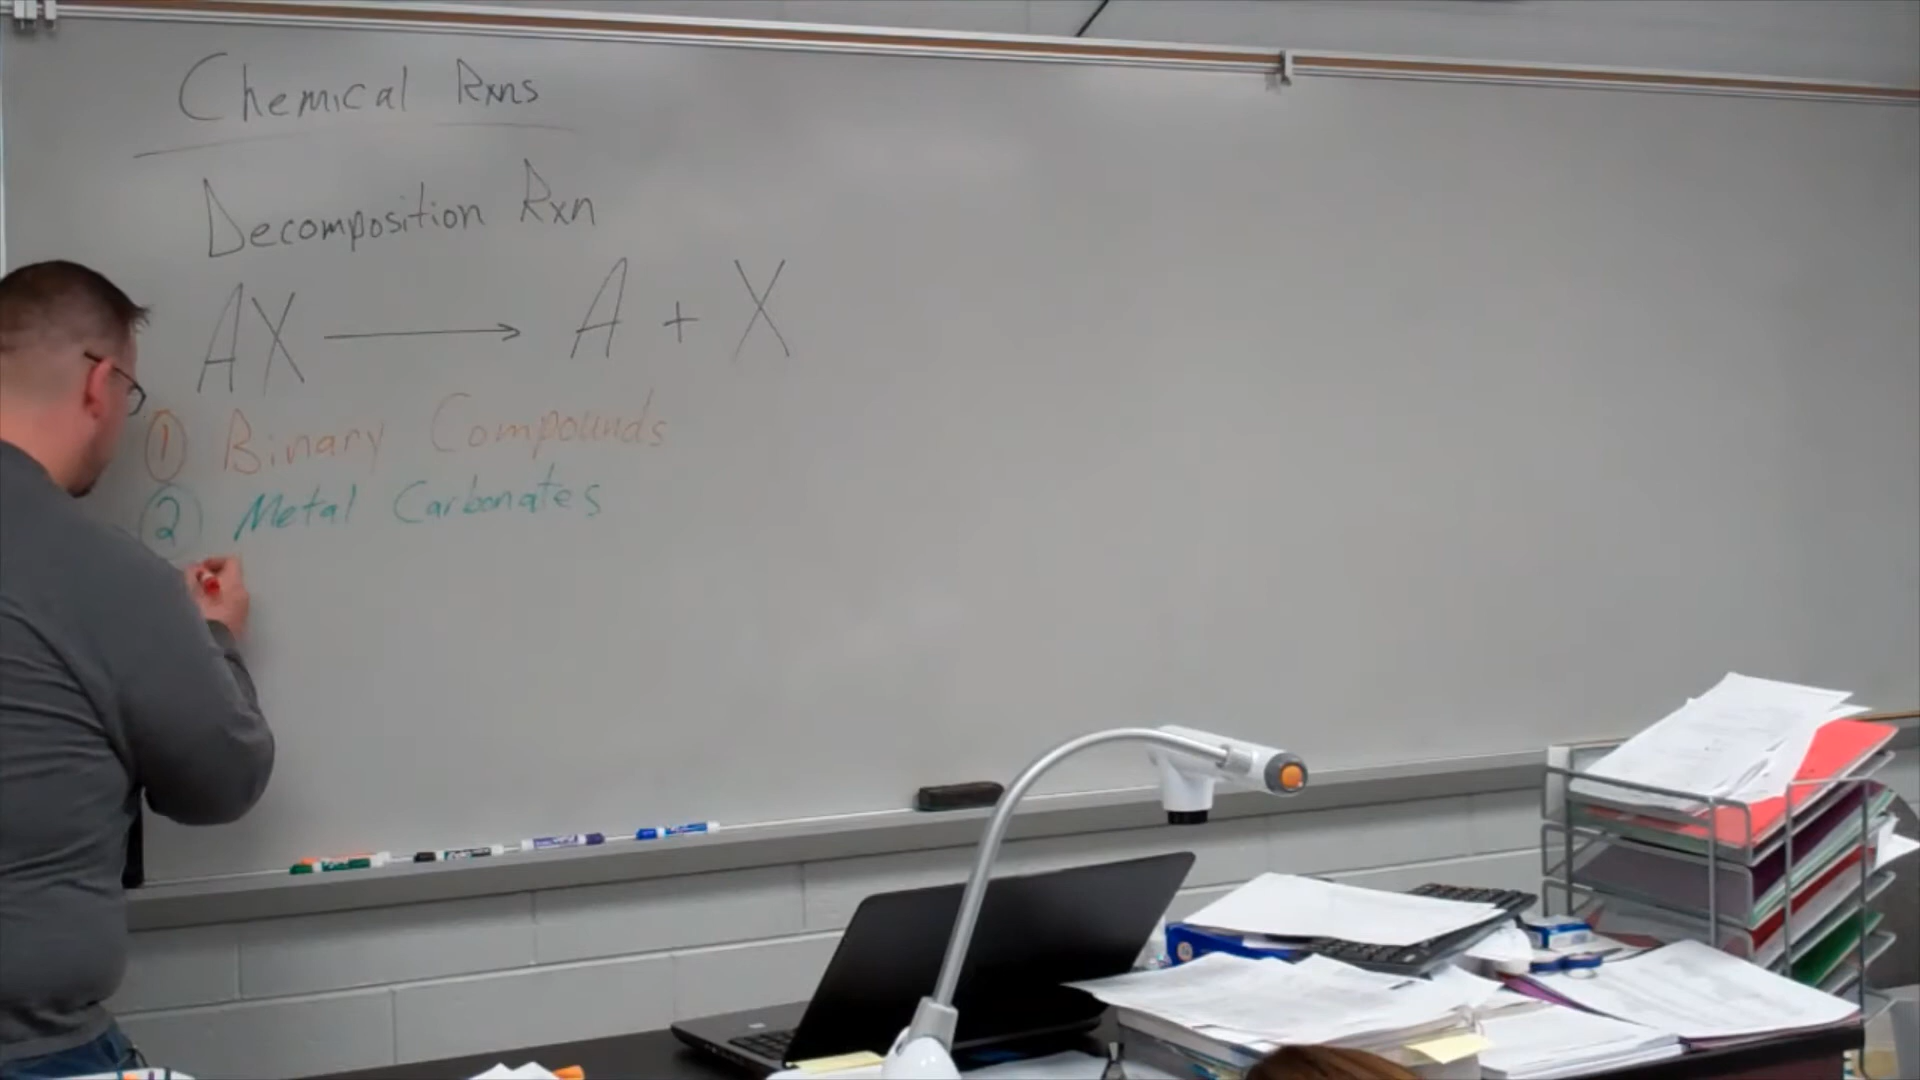 Chemical Rxns
Decomposition Rxn
AX → A + X
① Binary Compounds
② Metal Carbonates